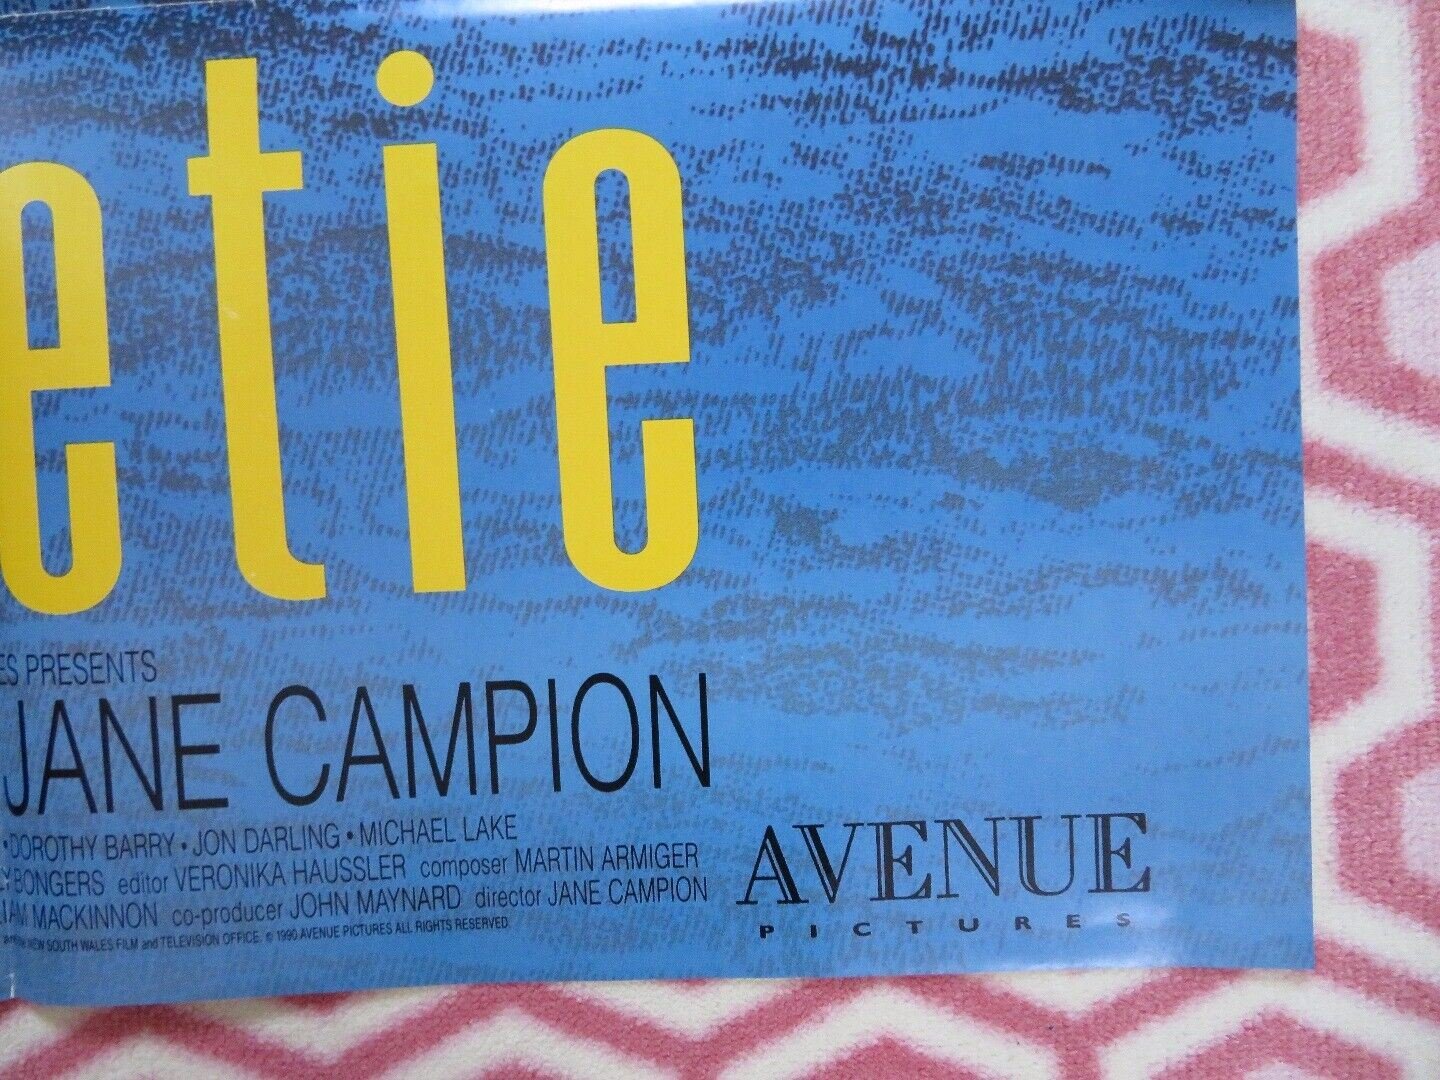 etie
ES PRESENTS
JANE CAMPION
• DOROTHY BARRY • JON DARLING • MICHAEL LAKE
Y BONGERS editor VERONIKA HAUSSLER composer MARTIN ARMIGER
IAM MACKINNON co-producer JOHN MAYNARD director JANE CAMPION
NEW SOUTH WALES FILM and TELEVISION OFFICE. © 1990 AVENUE PICTURES ALL RIGHTS RESERVED
AVENUE
PICTURES